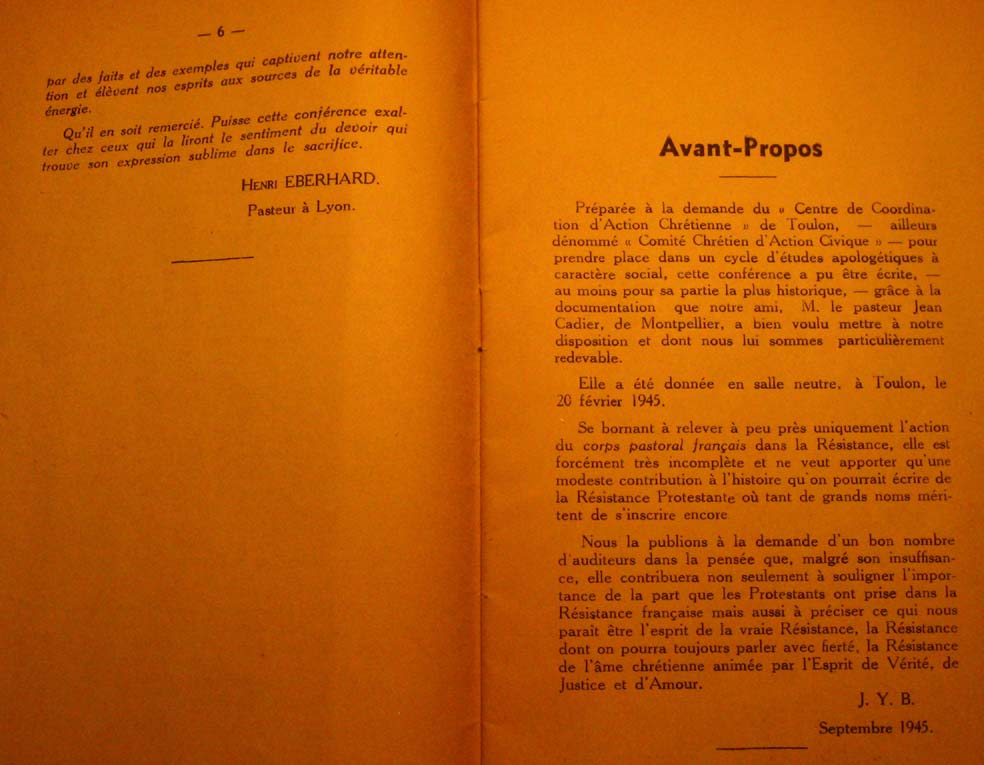 — 6 —
par des faits et des exemples qui captivent notre atten-
tion et élèvent nos esprits aux sources de la véritable
énergie.
Qu'il en soit remercié. Puisse cette conférence exal-
ter chez ceux qui la liront le sentiment du devoir qui
trouve son expression sublime dans le sacrifice.
HENRI EBERHARD.
Pasteur à Lyon.
Avant-Propos
Préparée à la demande du « Centre de Coordina-
tion d'Action Chrétienne » de Toulon, — ailleurs
dénommé « Comité Chrétien d'Action Civique » — pour
prendre place dans un cycle d'études apologétiques à
caractère social, cette conférence a pu être écrite, —
au moins pour sa partie la plus historique, — grâce à la
documentation que notre ami, M. le pasteur Jean
Cadier, de Montpellier, a bien voulu mettre à notre
disposition et dont nous lui sommes particulièrement
redevable.
Elle a été donnée en salle neutre, à Toulon, le
20 février 1945.
Se bornant à relever à peu près uniquement l'action
du corps pastoral français dans la Résistance, elle est
forcément très incomplète et ne veut apporter qu'une
modeste contribution à l'histoire qu'on pourrait écrire de
la Résistance Protestante où tant de grands noms méri-
tent de s'inscrire encore
Nous la publions à la demande d'un bon nombre
d'auditeurs dans la pensée que, malgré son insuffisan-
ce, elle contribuera non seulement à souligner l'impor-
tance de la part que les Protestants ont prise dans la
Résistance française mais aussi à préciser ce qui nous
paraît être l'esprit de la vraie Résistance, la Résistance
dont on pourra toujours parler avec fierté, la Résistance
de l'âme chrétienne animée par l'Esprit de Vérité, de
Justice et d'Amour.
J. Y. B.
Septembre 1945.